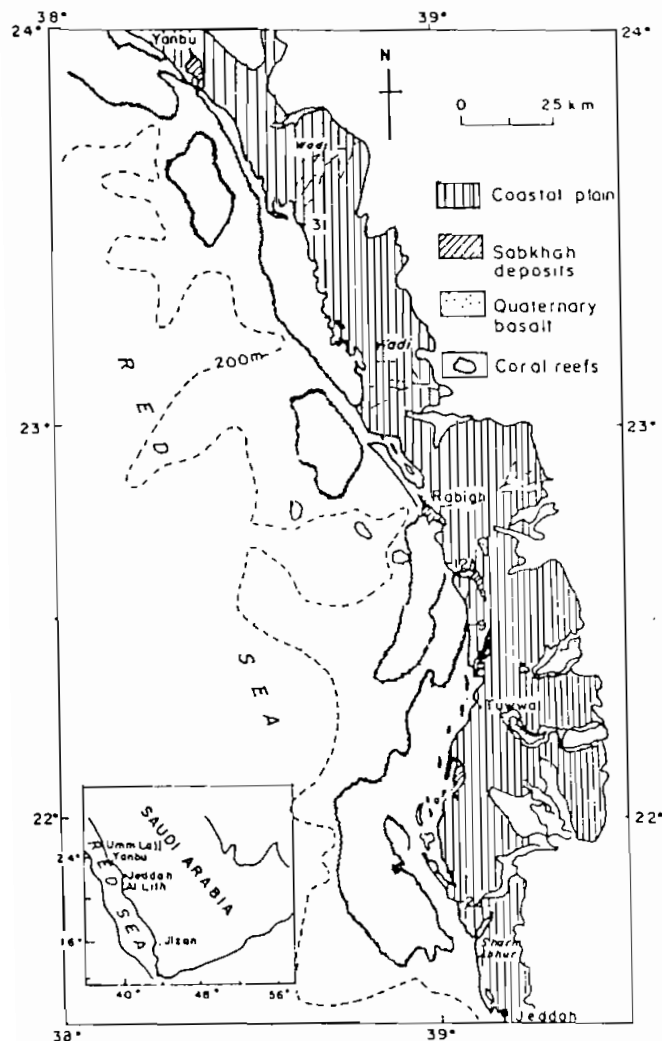 38°
39°
24°
24°
Yanbu
N
0 25 km
Wadi
Coastal plain
31
Sabkhah
deposits
Quaternary
basalt
Wadi
200m
Coral reefs
RED
23°
23°
Rabigh
SEA
22°
22°
SAUDI ARABIA
Umm Lajj
24°
Yanbu
Jeddah
Al Lith
RED SEA
16°
Jizan
40° 48° 56°
Sharm
Jeddah
38°
39°